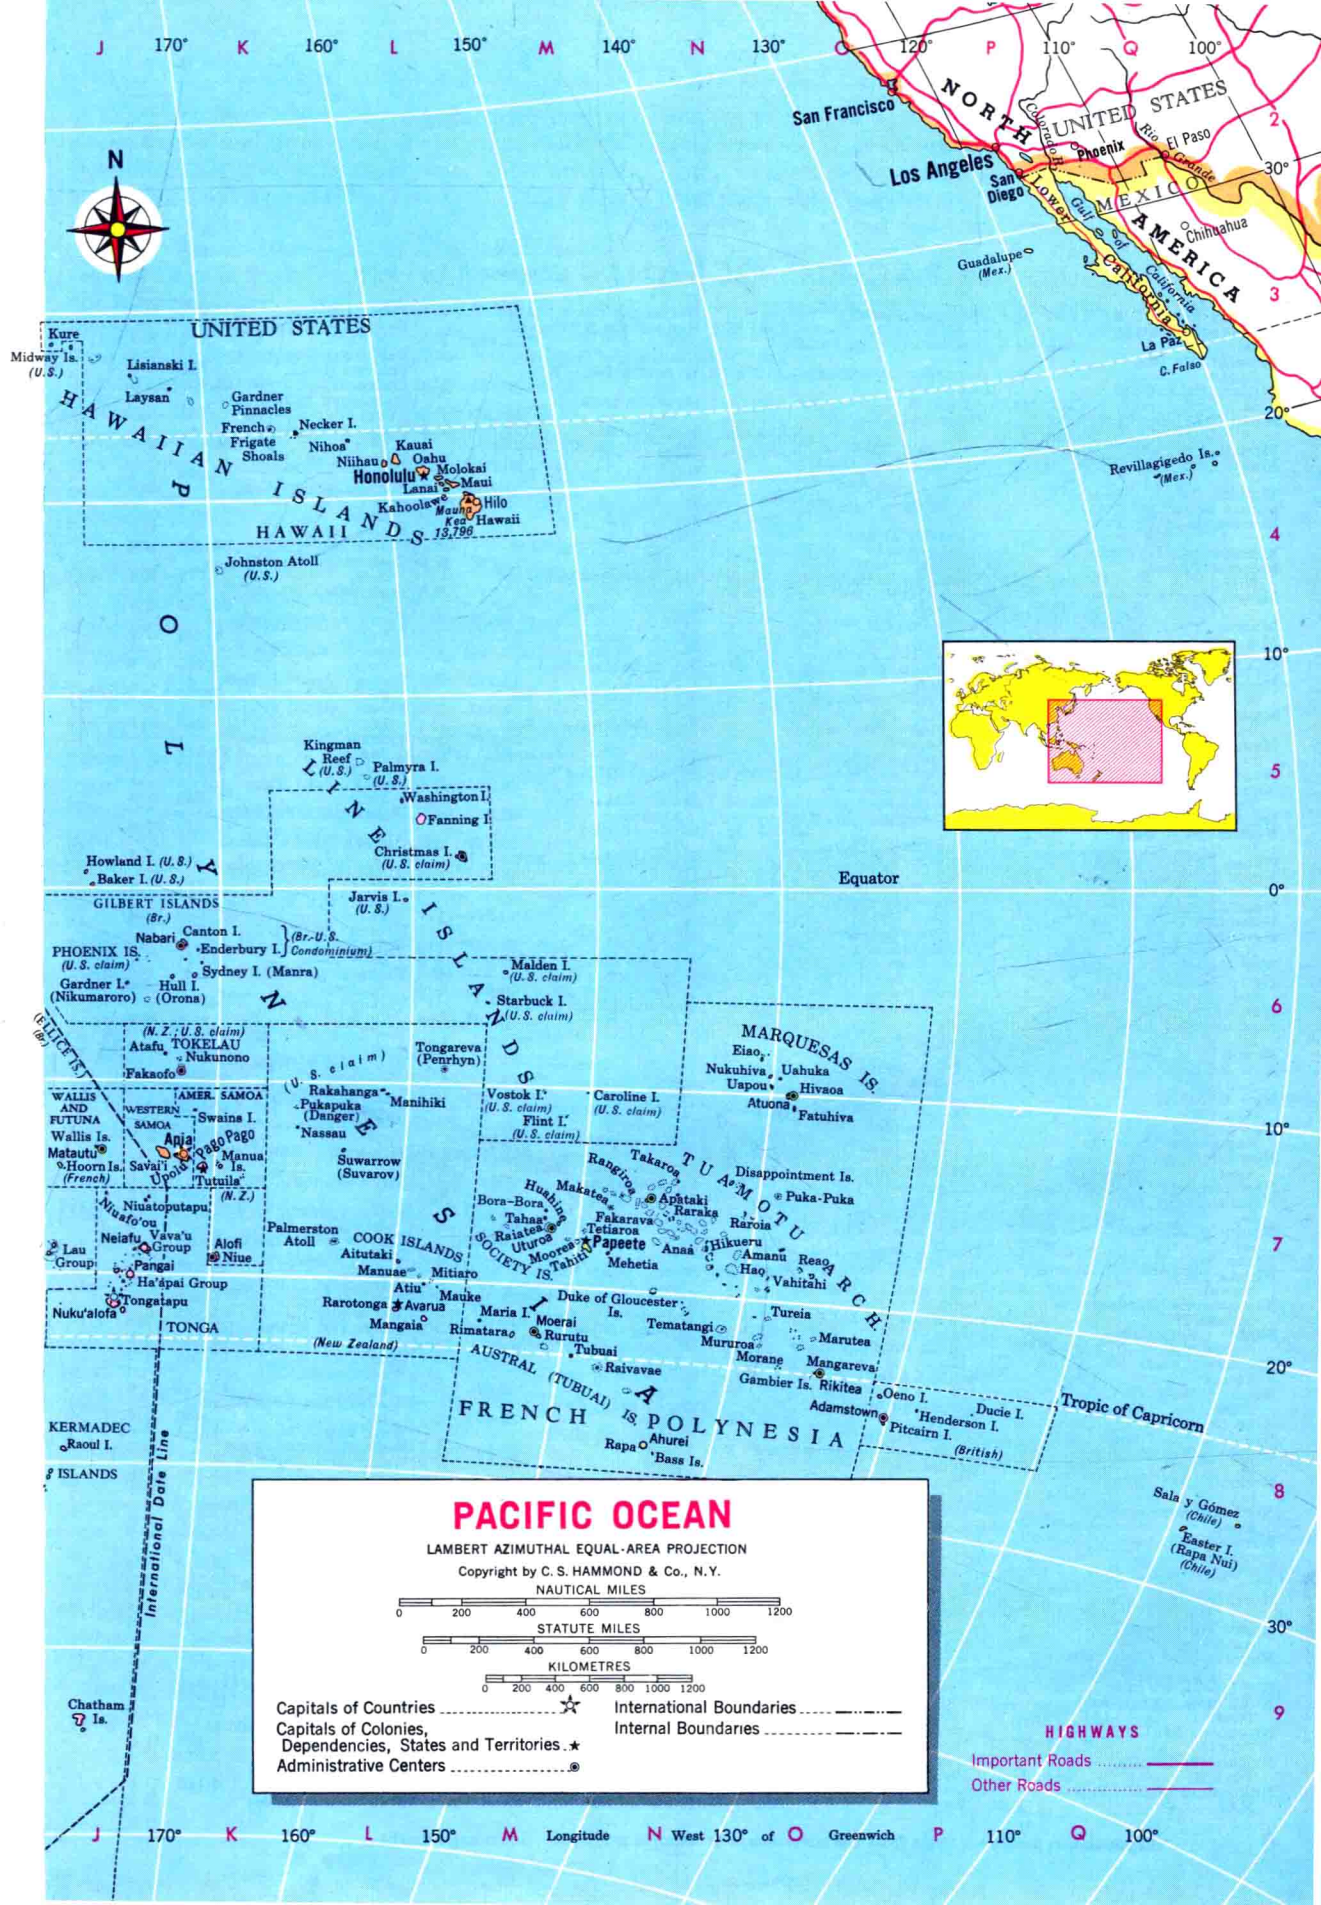 J 170° K 160° L 150° M 140° N 130° O 120° P 110° Q 100°
San Francisco
NORTH
AMERICA
UNITED STATES
Colorado R.
Rio Grande
Phoenix
El Paso
2
Los Angeles
San
Diego
30°
MEXICO
Lower
California
Gulf of California
Chihuahua
Guadalupe
(Mex.)
3
La Paz
C. Falso
20°
Revillagigedo Is.
(Mex.)
4
N
UNITED STATES
Kure
Midway Is.
(U.S.)
Lisianski I.
Laysan
Gardner
Pinnacles
French
Frigate
Shoals
Necker I.
Nihoa
Kauai
Niihau
Oahu
Honolulu
Molokai
Lanai
Maui
Kahoolawe
Mauna
Kea
13,796
Hilo
Hawaii
HAWAIIAN ISLANDS
HAWAII
Johnston Atoll
(U.S.)
POLYNESIA
10°
5
Kingman
Reef
(U.S.)
Palmyra I.
(U.S.)
LINE ISLANDS
Washington I.
Fanning I.
Christmas I.
(U.S. claim)
Howland I. (U.S.)
Baker I. (U.S.)
Equator
0°
GILBERT ISLANDS
(Br.)
Jarvis I.
(U.S.)
Canton I.
Nabari
Enderbury I.
(Br.-U.S.
Condominium)
PHOENIX IS.
(U.S. claim)
Sydney I. (Manra)
Gardner I.
(Nikumaroro)
Hull I.
(Orona)
Malden I.
(U.S. claim)
Starbuck I.
(U.S. claim)
6
(ELLICE IS.)
(Br.)
(N.Z.; U.S. claim)
Atafu
TOKELAU
Nukunono
Fakaofo
(U.S. claim)
Tongareva
(Penrhyn)
Rakahanga
Manihiki
Pukapuka
(Danger)
Nassau
Suwarrow
(Suvarov)
Vostok I.
(U.S. claim)
Caroline I.
(U.S. claim)
Flint I.
(U.S. claim)
MARQUESAS IS.
Eiao
Nukuhiva
Uahuka
Uapou
Hivaoa
Atuona
Fatuhiva
10°
WALLIS
AND
FUTUNA
Wallis Is.
Matautu
Hoorn Is.
(French)
WESTERN
SAMOA
AMER. SAMOA
Swains I.
Apia
Pago Pago
Savai'i
Upolu
Manua
Is.
Tutuila
(N.Z.)
Niuatoputapu
Niuafo'ou
Neiafu
Vava'u
Group
Alofi
Niue
Lau
Group
Pangai
Ha'apai Group
Nuku'alofa
Tongatapu
TONGA
Palmerston
Atoll
COOK ISLANDS
Aitutaki
Manuae
Mitiaro
Atiu
Mauke
Rarotonga
Avarua
Mangaia
(New Zealand)
Takaroa
TUAMOTU ARCH.
Rangiroa
Disappointment Is.
Makatea
Apataki
Puka-Puka
Huahine
Bora-Bora
Raraka
Fakarava
Raroia
Tahaa
Tetiaroa
Raiatea
Uturoa
Papeete
Anaa
Hikueru
SOCIETY IS.
Moorea
Tahiti
Mehetia
Amanu
Reao
Hao
Vahitahi
Duke of Gloucester
Is.
Tureia
Tematangi
Mururoa
Marutea
Morane
Mangareva
Gambier Is.
Rikitea
7
Maria I.
Moerai
Rimatara
Rurutu
Tubuai
Raivavae
AUSTRAL (TUBUAI) IS.
FRENCH POLYNESIA
Rapa
Ahurei
Bass Is.
20°
Oeno I.
Adamstown
Henderson I.
Ducie I.
Pitcairn I.
(British)
Tropic of Capricorn
KERMADEC
Raoul I.
ISLANDS
International Date Line
8
Sala y Gómez
(Chile)
Easter I.
(Rapa Nui)
(Chile)
30°
Chatham
Is.
9
PACIFIC OCEAN
LAMBERT AZIMUTHAL EQUAL-AREA PROJECTION
Copyright by C. S. HAMMOND & Co., N.Y.
NAUTICAL MILES
0 200 400 600 800 1000 1200
STATUTE MILES
0 200 400 600 800 1000 1200
KILOMETRES
0 200 400 600 800 1000 1200
Capitals of Countries
Capitals of Colonies,
Dependencies, States and Territories
Administrative Centers
International Boundaries
Internal Boundaries
HIGHWAYS
Important Roads
Other Roads
J 170° K 160° L 150° M Longitude N West 130° of O Greenwich P 110° Q 100°